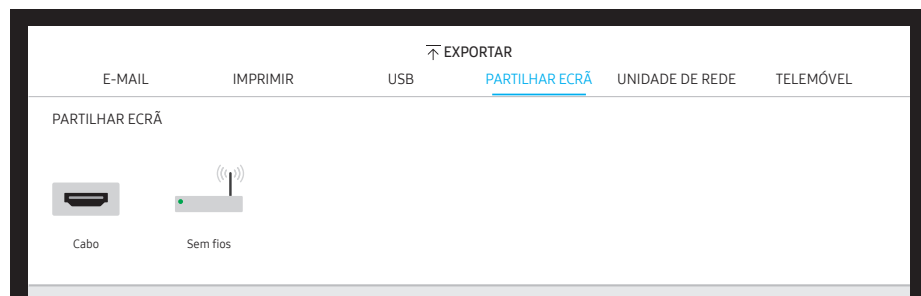 EXPORTAR
E-MAIL IMPRIMIR USB PARTILHAR ECRÃ UNIDADE DE REDE TELEMÓVEL
PARTILHAR ECRÃ
Cabo Sem fios